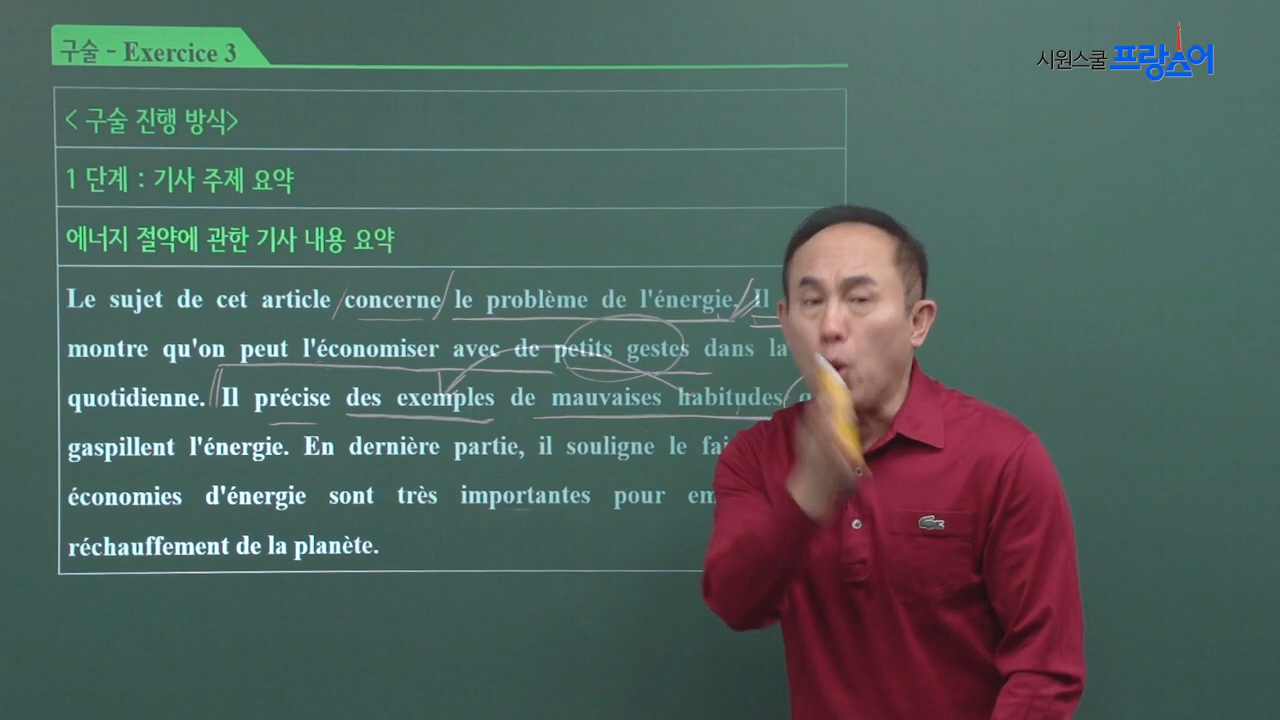 구술 - Exercice 3
시원스쿨 프랑스어
< 구술 진행 방식>
1 단계 : 기사 주제 요약
에너지 절약에 관한 기사 내용 요약
Le sujet de cet article concerne le problème de l'énergie. Il
montre qu'on peut l'économiser avec de petits gestes dans la
quotidienne. Il précise des exemples de mauvaises habitudes
gaspillent l'énergie. En dernière partie, il souligne le
économies d'énergie sont très importantes pour
réchauffement de la planète.